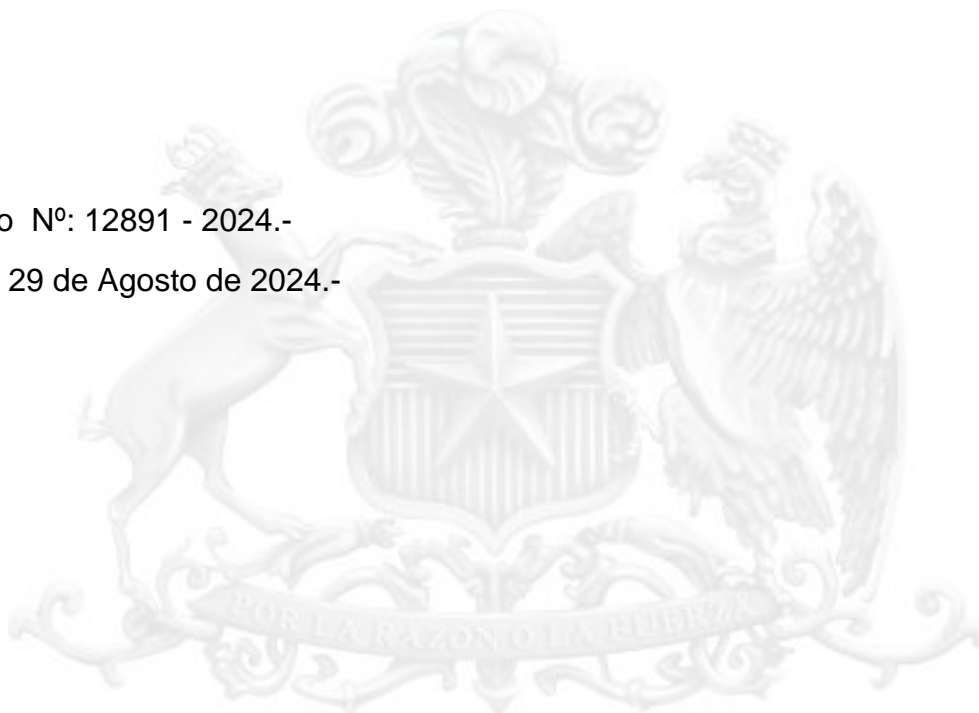 o Nº: 12891 - 2024.-
29 de Agosto de 2024.-
POR LA RAZON O LA FUERZA